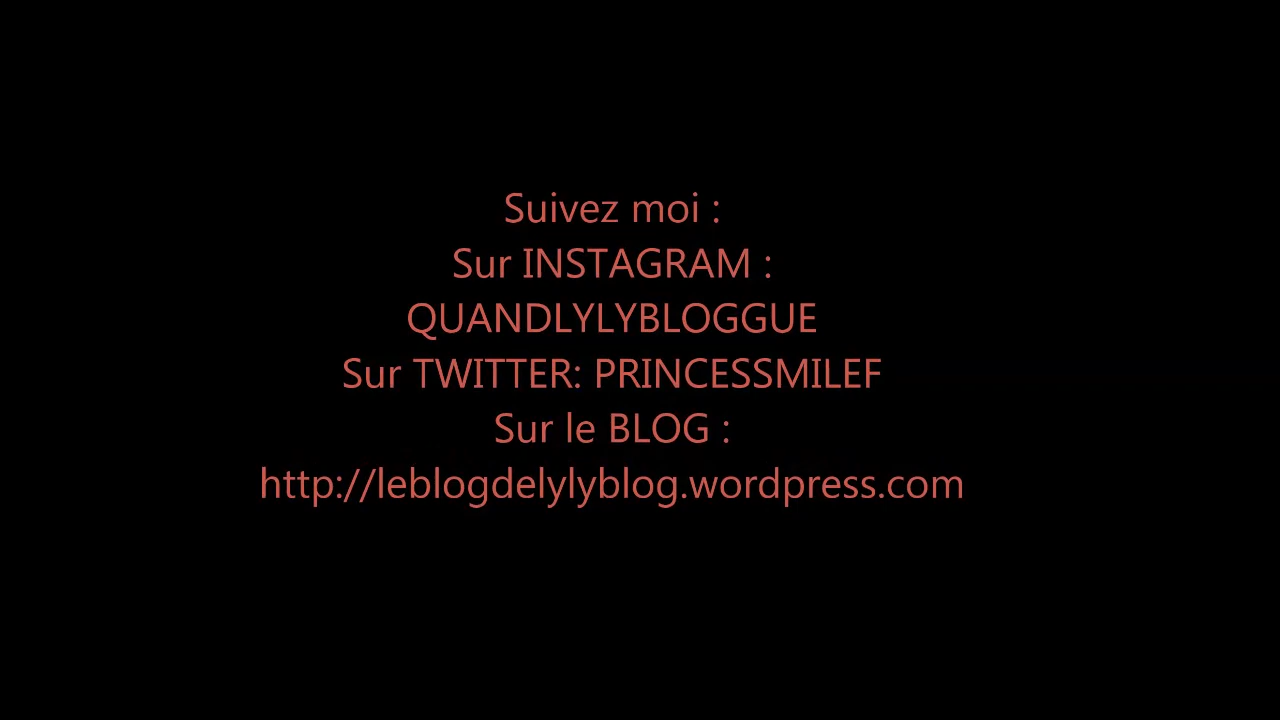 Suivez moi :
Sur INSTAGRAM :
QUANDLYLYBLOGGUE
Sur TWITTER: PRINCESSMILEF
Sur le BLOG :
http://leblogdelylyblog.wordpress.com